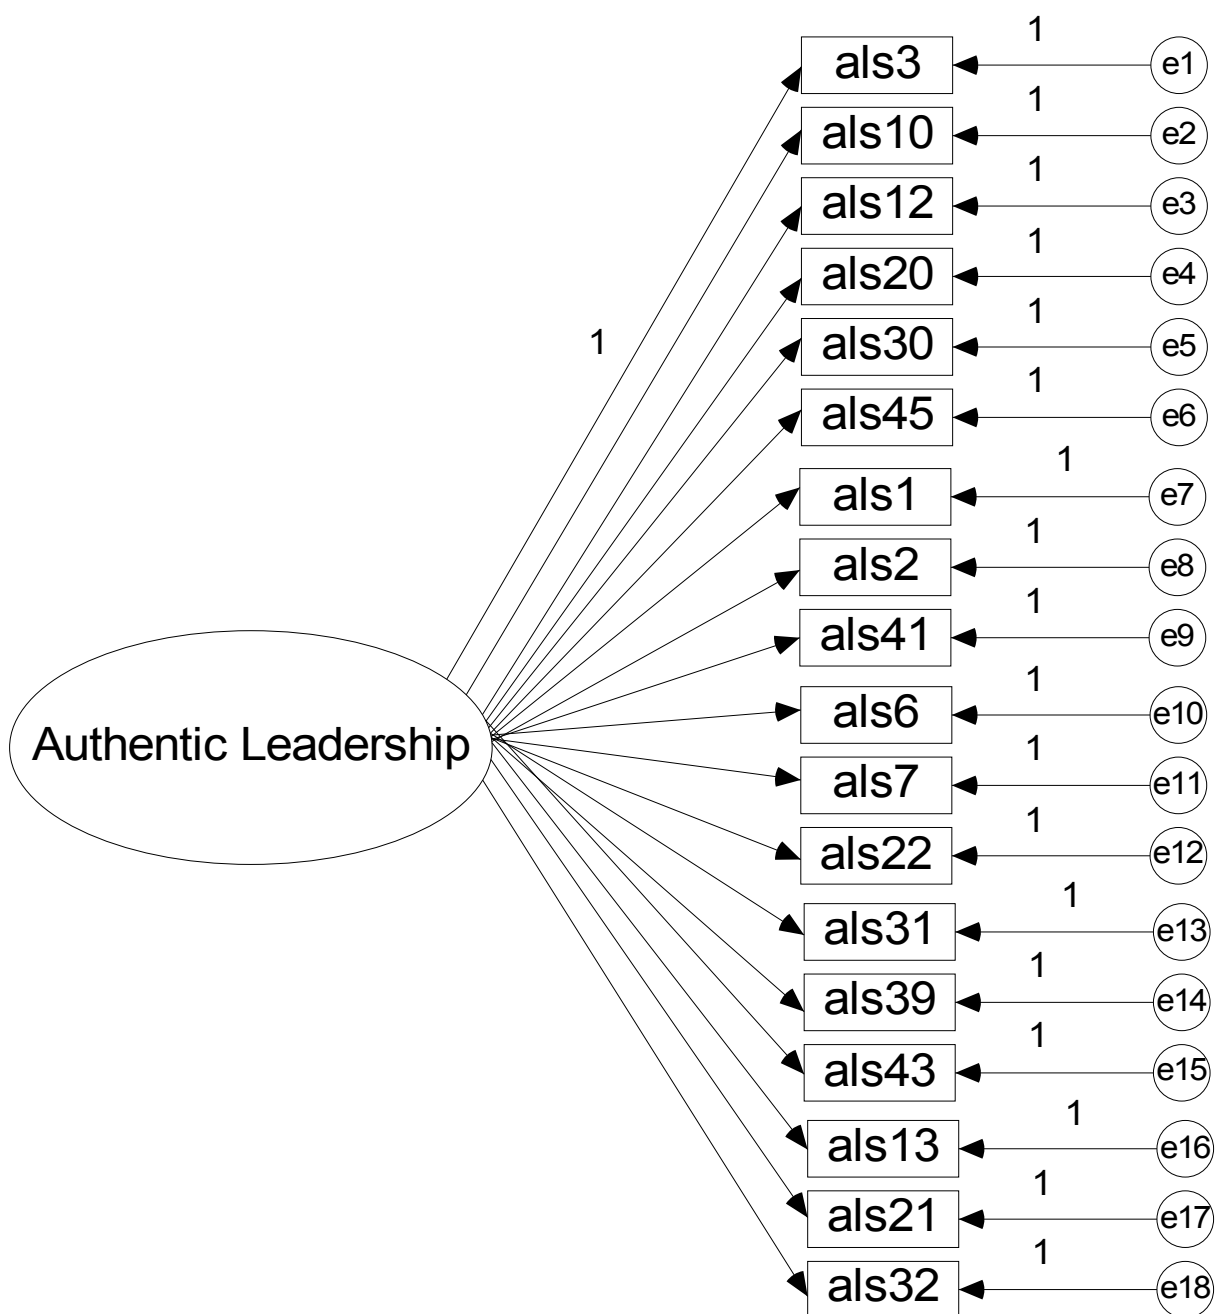 1
als3 e1
1
als10 e2
1
als12 e3
1
als20 e4
1
als30 e5
1
1
als45 e6
1
als1 e7
1
als2 e8
1
als41 e9
1
als6 e10
Authentic Leadership
1
als7 e11
1
als22 e12
1
als31 e13
1
als39 e14
1
als43 e15
1
als13 e16
1
als21 e17
1
als32 e18